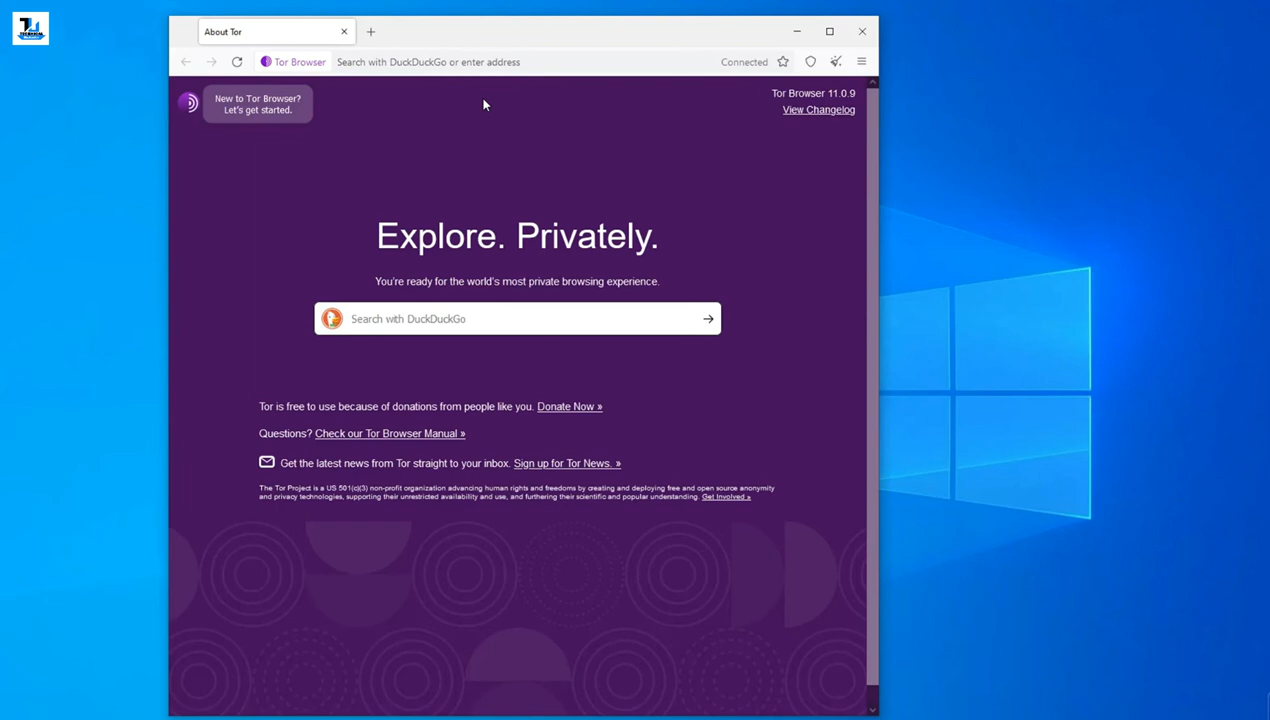 TU
About Tor
Tor Browser
Search with DuckDuckGo or enter address
Connected
New to Tor Browser?
Let's get started.
Tor Browser 11.0.9
View Changelog
Explore. Privately.
You're ready for the world's most private browsing experience.
Search with DuckDuckGo
Tor is free to use because of donations from people like you. Donate Now »
Questions? Check our Tor Browser Manual »
Get the latest news from Tor straight to your inbox. Sign up for Tor News. »
The Tor Project is a US 501(c)(3) non-profit organization advancing human rights and freedoms by creating and deploying free and open source anonymity
and privacy technologies, supporting their unrestricted availability and use, and furthering their scientific and popular understanding. Get Involved »